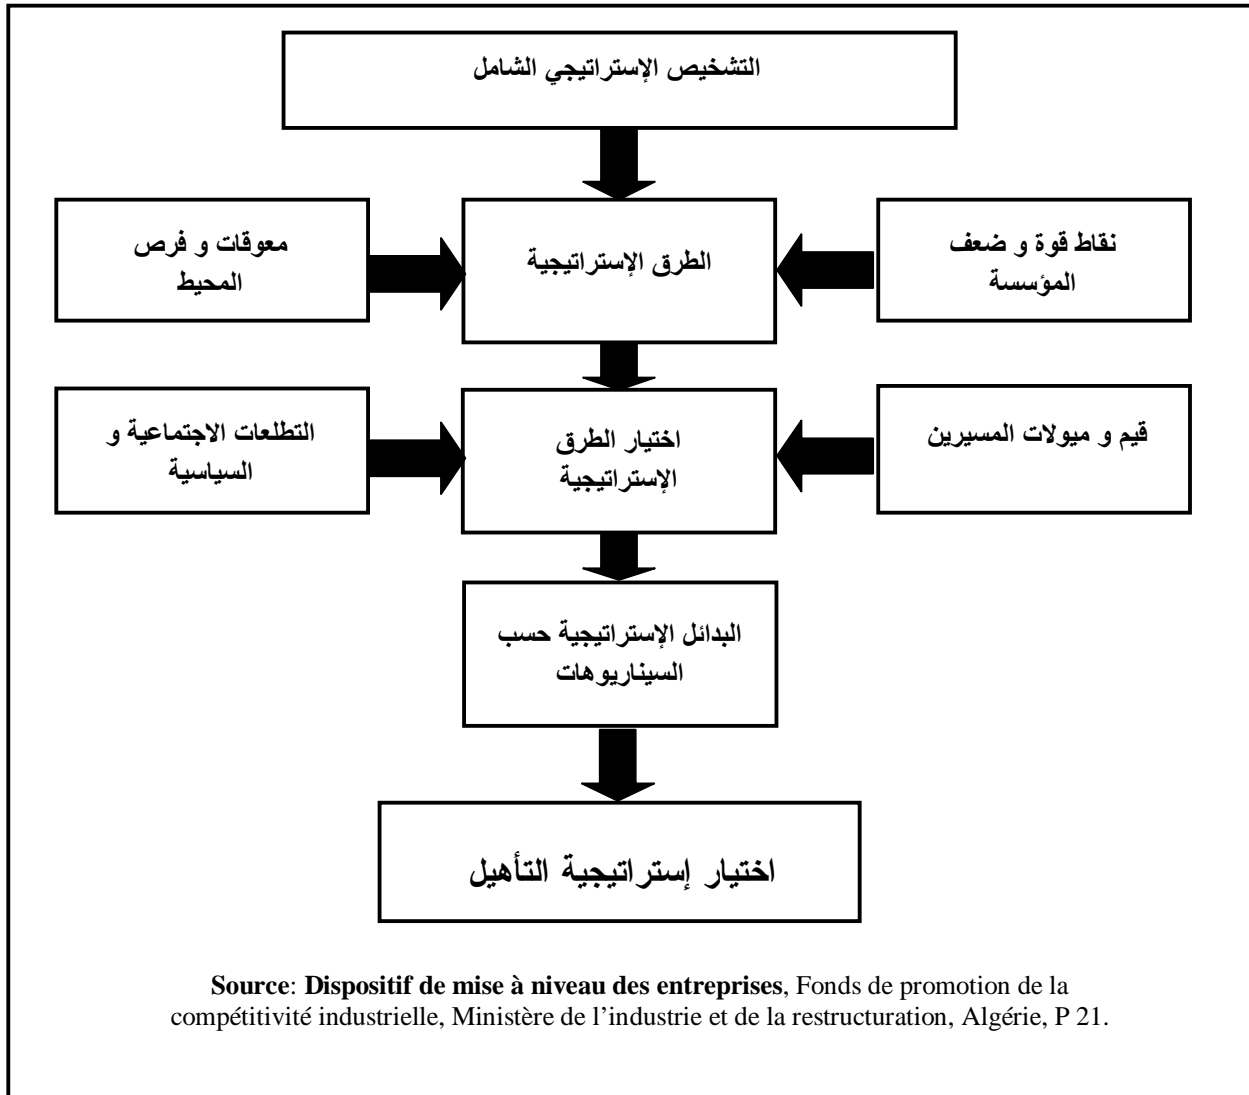 التشخيص الإستراتيجي الشامل
نقاط قوة و ضعف
المؤسسة
الطرق الإستراتيجية
معوقات و فرص
المحيط
قيم و ميولات المسيرين
اختيار الطرق
الإستراتيجية
التطلعات الاجتماعية و
السياسية
البدائل الإستراتيجية حسب
السيناريوهات
اختيار إستراتيجية التأهيل
Source: Dispositif de mise à niveau des entreprises, Fonds de promotion de la
compétitivité industrielle, Ministère de l’industrie et de la restructuration, Algérie, P 21.